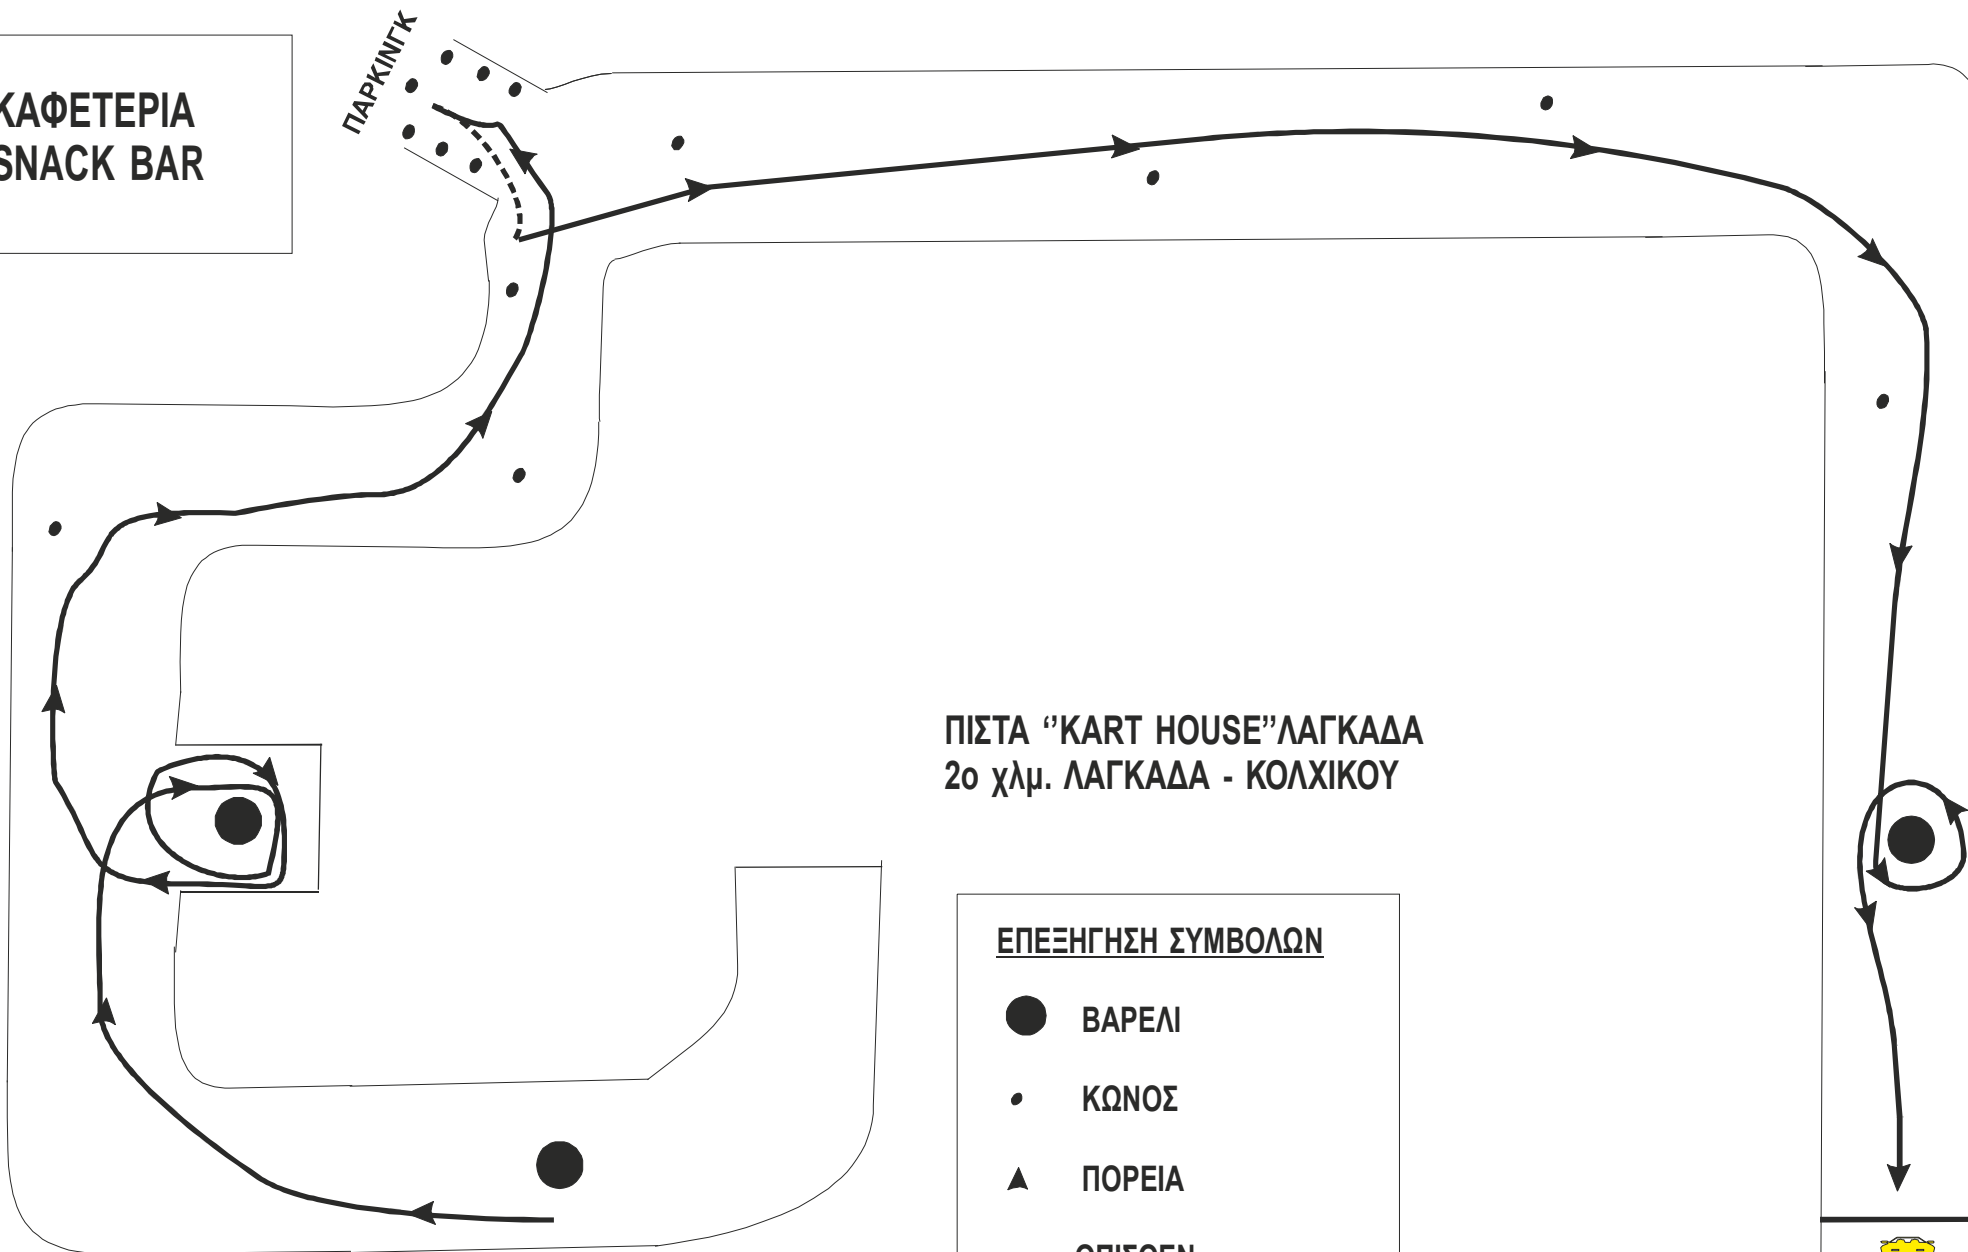 ΠΑΡΚΙΝΓΚ
ΚΑΦΕΤΕΡΙΑ
SNACK BAR
ΠΙΣΤΑ ‘’KART HOUSE’’ΛΑΓΚΑΔΑ
2ο χλμ. ΛΑΓΚΑΔΑ - ΚΟΛΧΙΚΟΥ
ΕΠΕΞΗΓΗΣΗ ΣΥΜΒΟΛΩΝ
ΒΑΡΕΛΙ
ΚΩΝΟΣ
ΠΟΡΕΙΑ